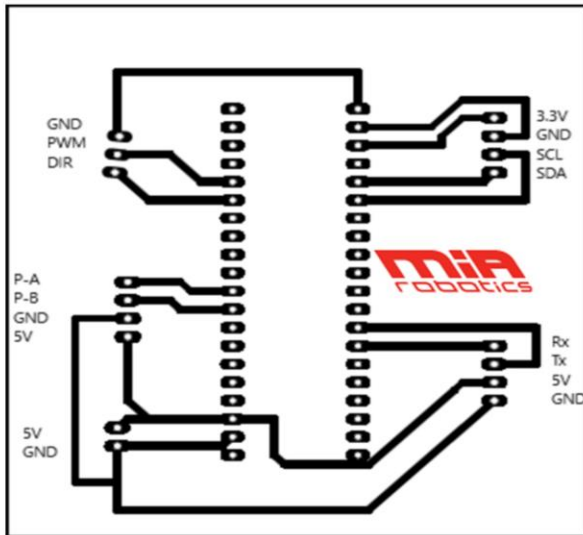 GND
PWM
DIR
3.3V
GND
SCL
SDA
P-A
P-B
GND
5V
MiA
robotics
Rx
Tx
5V
GND
5V
GND